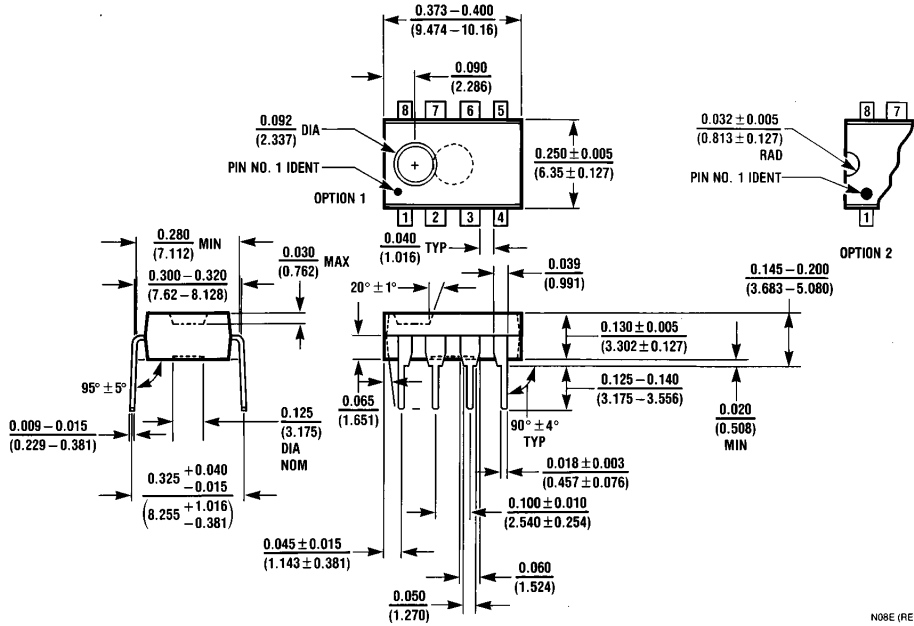 0.373 – 0.400
(9.474 – 10.16)
0.090
(2.286)
8 7 6 5
0.092 DIA
(2.337)
PIN NO. 1 IDENT
OPTION 1
1 2 3 4
0.250 ± 0.005
(6.35 ± 0.127)
0.032 ± 0.005
(0.813 ± 0.127)
RAD
PIN NO. 1 IDENT
8 7
1
OPTION 2
0.280 MIN
(7.112)
0.300 – 0.320
(7.62 – 8.128)
0.030 MAX
(0.762)
0.040 TYP
(1.016)
20° ± 1°
0.039
(0.991)
0.145 – 0.200
(3.683 – 5.080)
0.130 ± 0.005
(3.302 ± 0.127)
95° ± 5°
0.009 – 0.015
(0.229 – 0.381)
0.125
(3.175)
DIA
NOM
0.065
(1.651)
90° ± 4°
TYP
0.125 – 0.140
(3.175 – 3.556)
0.020
(0.508)
MIN
0.325 +0.040
–0.015
(8.255 +1.016
–0.381)
0.018 ± 0.003
(0.457 ± 0.076)
0.100 ± 0.010
(2.540 ± 0.254)
0.045 ± 0.015
(1.143 ± 0.381)
0.060
(1.524)
0.050
(1.270)
N08E (RE